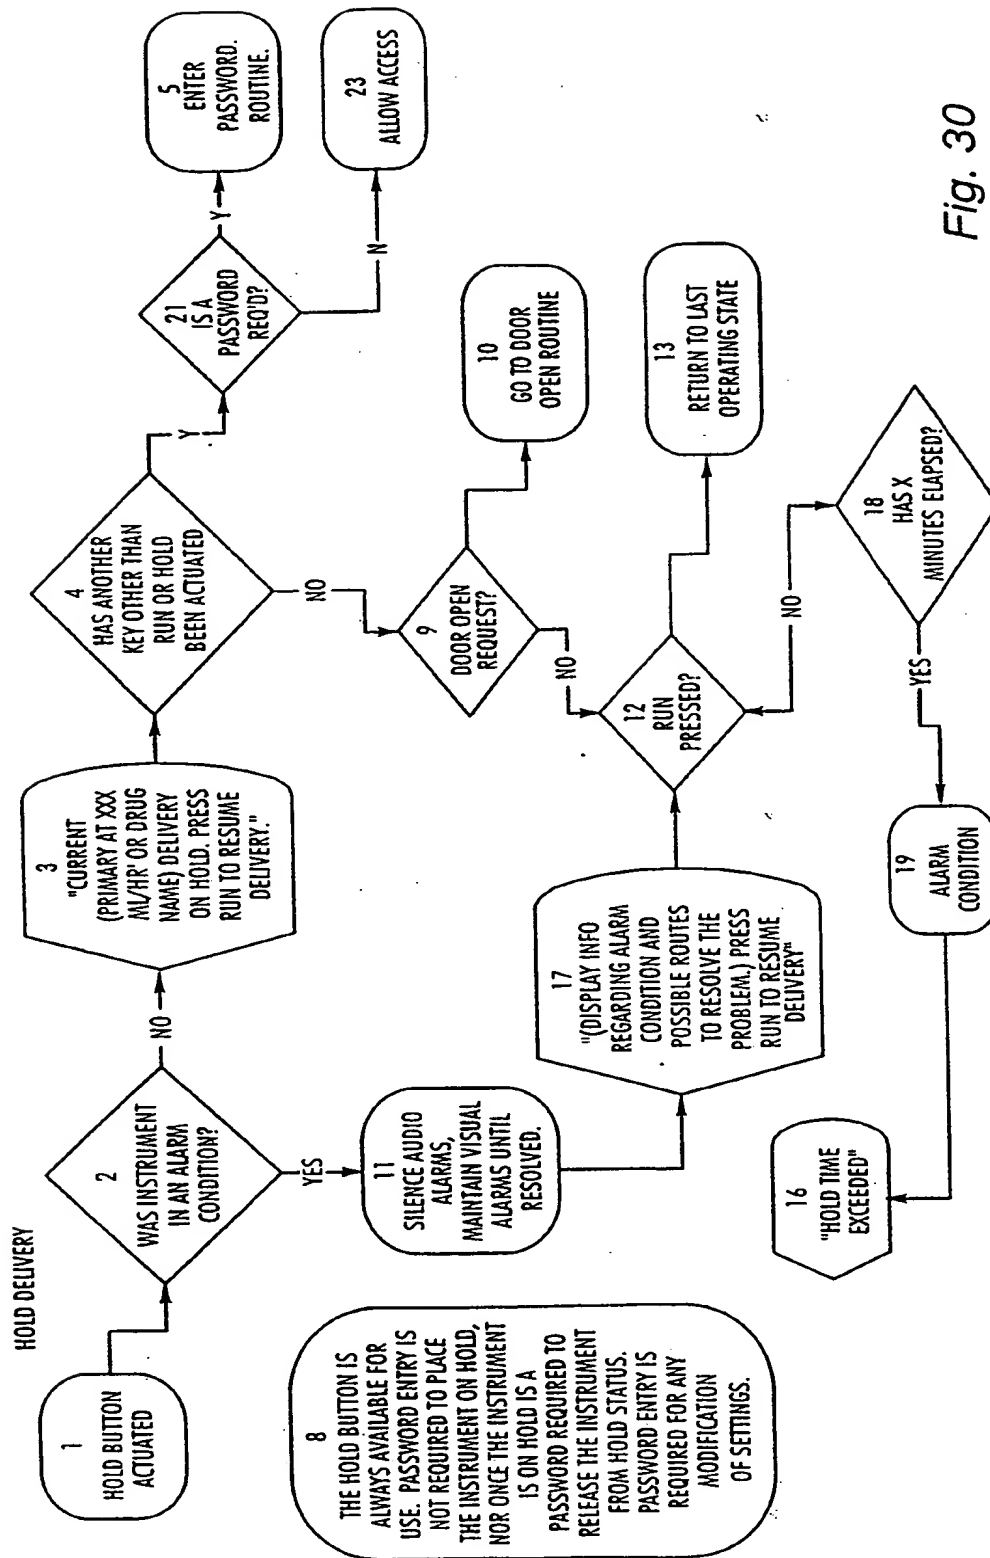 HOLD DELIVERY
1
HOLD BUTTON
ACTUATED
2
WAS INSTRUMENT
IN AN ALARM
CONDITION?
NO
YES
3
"CURRENT
(PRIMARY AT XXX
ML/HR' OR DRUG
NAME) DELIVERY
ON HOLD. PRESS
RUN TO RESUME
DELIVERY."
4
HAS ANOTHER
KEY OTHER THAN
RUN OR HOLD
BEEN ACTUATED
Y
NO
21
IS A
PASSWORD
REQ'D?
Y
N
5
ENTER
PASSWORD.
ROUTINE.
23
ALLOW ACCESS
9
DOOR OPEN
REQUEST?
NO
10
GO TO DOOR
OPEN ROUTINE
11
SILENCE AUDIO
ALARMS,
MAINTAIN VISUAL
ALARMS UNTIL
RESOLVED.
17
"(DISPLAY INFO
REGARDING ALARM
CONDITION AND
POSSIBLE ROUTES
TO RESOLVE THE
PROBLEM.) PRESS
RUN TO RESUME
DELIVERY"
12
RUN
PRESSED?
NO
13
RETURN TO LAST
OPERATING STATE
18
HAS X
MINUTES ELAPSED?
YES
19
ALARM
CONDITION
16
"HOLD TIME
EXCEEDED"
8
THE HOLD BUTTON IS
ALWAYS AVAILABLE FOR
USE. PASSWORD ENTRY IS
NOT REQUIRED TO PLACE
THE INSTRUMENT ON HOLD,
NOR ONCE THE INSTRUMENT
IS ON HOLD IS A
PASSWORD REQUIRED TO
RELEASE THE INSTRUMENT
FROM HOLD STATUS.
PASSWORD ENTRY IS
REQUIRED FOR ANY
MODIFICATION
OF SETTINGS.
Fig. 30